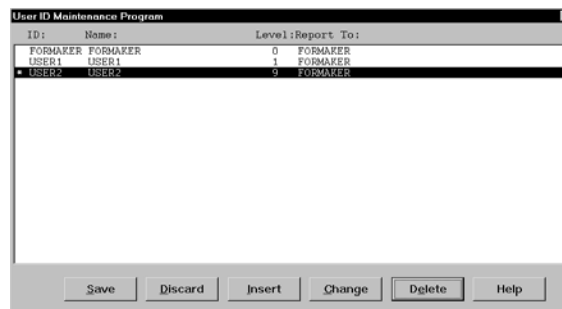 User ID Maintenance Program
ID: Name: Level:Report To:
FORMAKER FORMAKER 0 FORMAKER
USER1 USER1 1 FORMAKER
USER2 USER2 9 FORMAKER
Save Discard Insert Change Delete Help